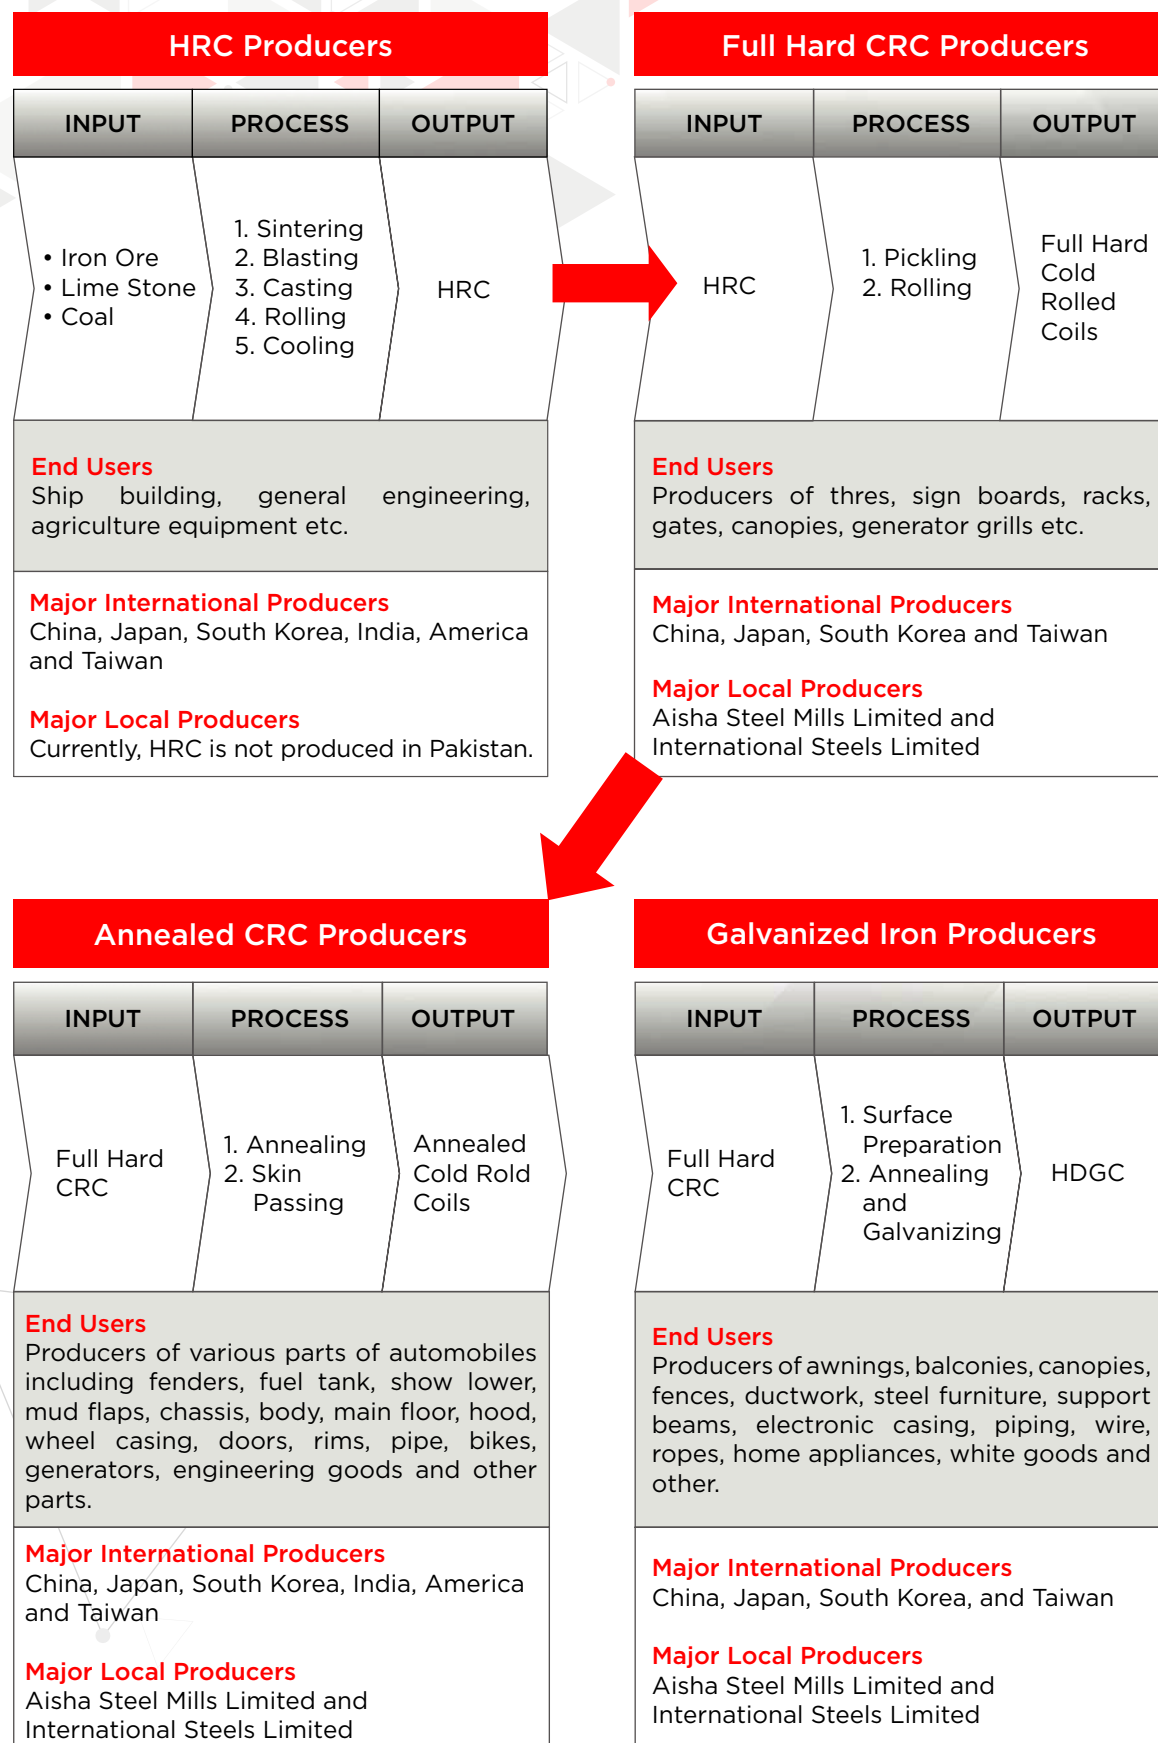 HRC Producers
INPUT
PROCESS
OUTPUT
• Iron Ore
• Lime Stone
• Coal
1. Sintering
2. Blasting
3. Casting
4. Rolling
5. Cooling
HRC
End Users
Ship building, general engineering,
agriculture equipment etc.
Major International Producers
China, Japan, South Korea, India, America
and Taiwan
Major Local Producers
Currently, HRC is not produced in Pakistan.
Full Hard CRC Producers
INPUT
PROCESS
OUTPUT
HRC
1. Pickling
2. Rolling
Full Hard
Cold
Rolled
Coils
End Users
Producers of thres, sign boards, racks,
gates, canopies, generator grills etc.
Major International Producers
China, Japan, South Korea and Taiwan
Major Local Producers
Aisha Steel Mills Limited and
International Steels Limited
Annealed CRC Producers
INPUT
PROCESS
OUTPUT
Full Hard
CRC
1. Annealing
2. Skin
Passing
Annealed
Cold Rold
Coils
End Users
Producers of various parts of automobiles
including fenders, fuel tank, show lower,
mud flaps, chassis, body, main floor, hood,
wheel casing, doors, rims, pipe, bikes,
generators, engineering goods and other
parts.
Major International Producers
China, Japan, South Korea, India, America
and Taiwan
Major Local Producers
Aisha Steel Mills Limited and
International Steels Limited
Galvanized Iron Producers
INPUT
PROCESS
OUTPUT
Full Hard
CRC
1. Surface
Preparation
2. Annealing
and
Galvanizing
HDGC
End Users
Producers of awnings, balconies, canopies,
fences, ductwork, steel furniture, support
beams, electronic casing, piping, wire,
ropes, home appliances, white goods and
other.
Major International Producers
China, Japan, South Korea, and Taiwan
Major Local Producers
Aisha Steel Mills Limited and
International Steels Limited